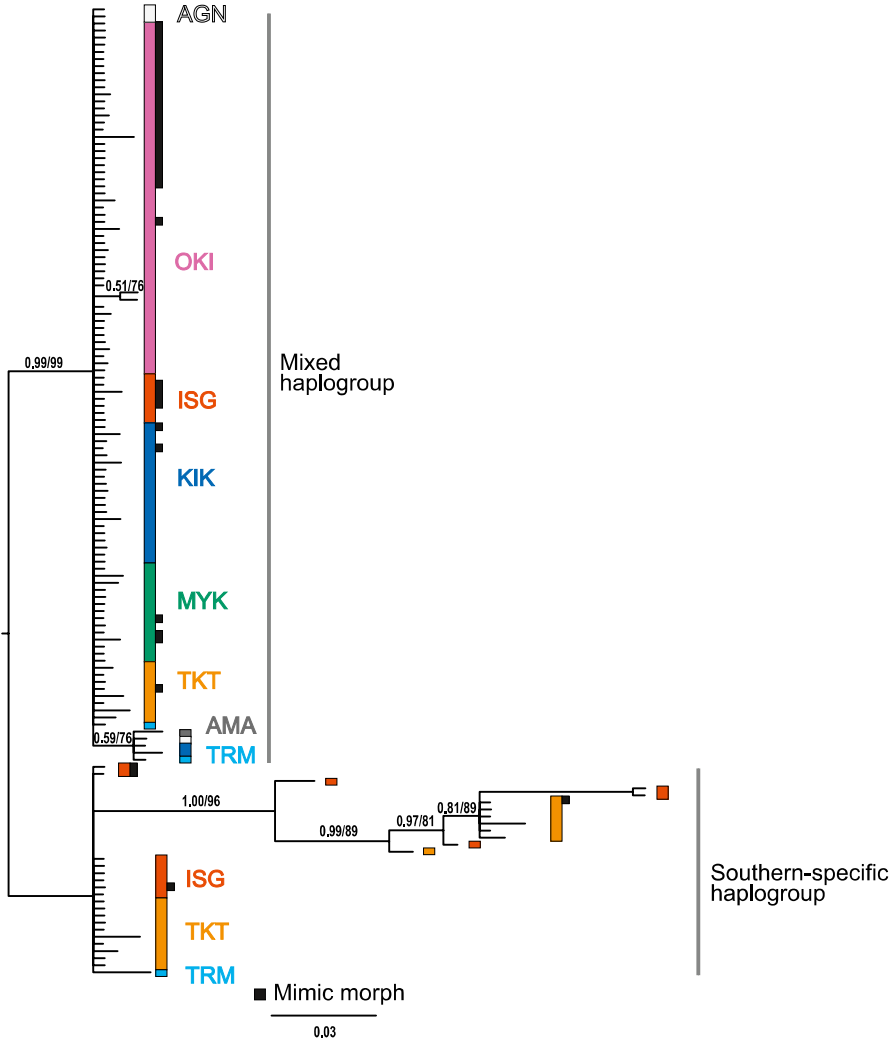 AGN
OKI
0.51/76
0.99/99
Mixed
haplogroup
ISG
KIK
MYK
TKT
AMA
0.59/76
TRM
1.00/96
0.81/89
0.97/81
0.99/89
Southern-specific
haplogroup
ISG
TKT
TRM
Mimic morph
0.03